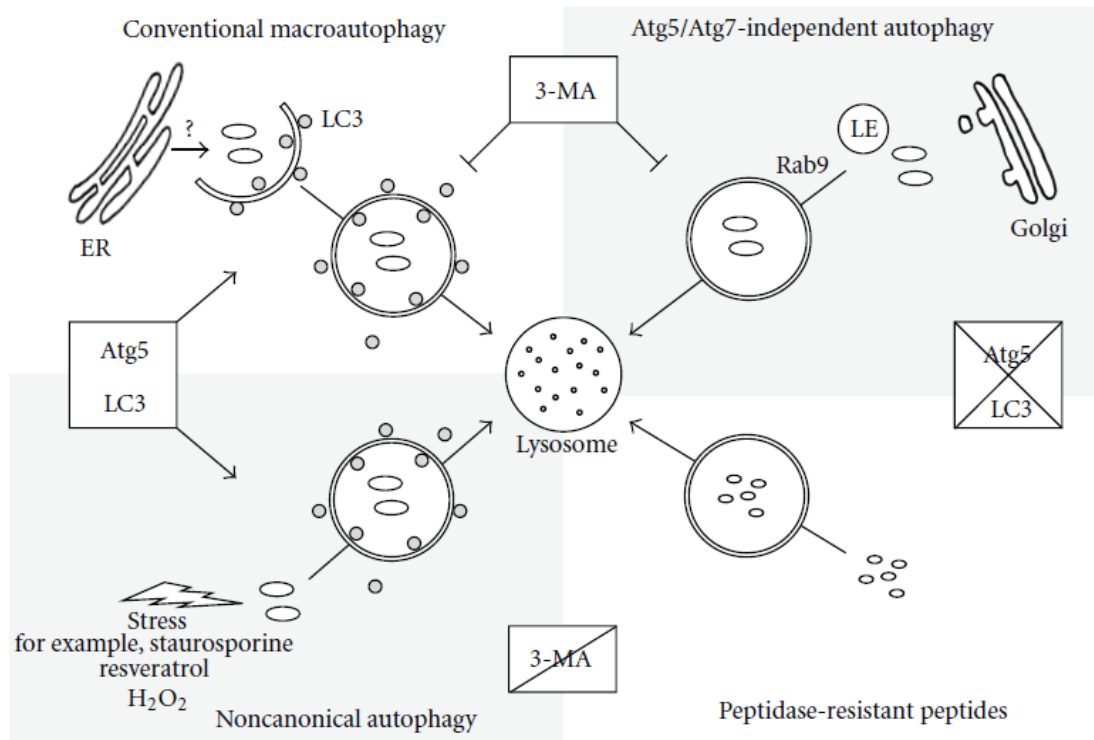 Conventional macroautophagy
Atg5/Atg7-independent autophagy
3-MA
LC3
?
LE
Rab9
ER
Golgi
Atg5
LC3
Atg5
LC3
Lysosome
Stress
for example, staurosporine
resveratrol
H₂O₂
3-MA
Noncanonical autophagy
Peptidase-resistant peptides